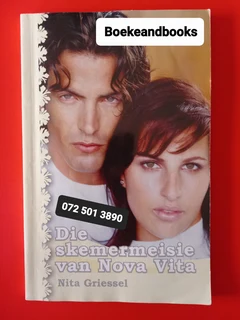 Boekeandbooks
072 501 3890
Die
skemermeisie
van Nova Vita
Nita Griessel